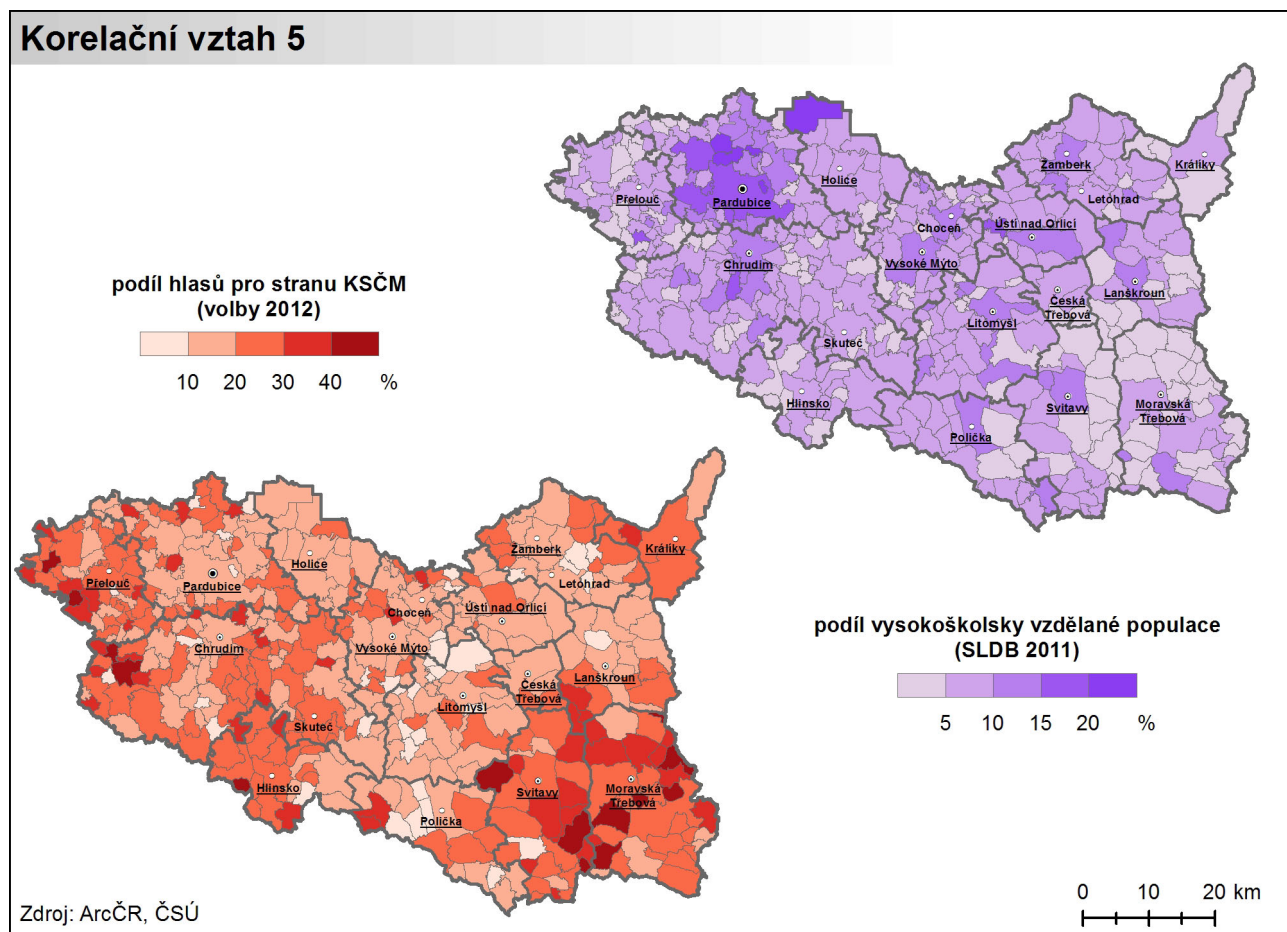 Korelační vztah 5
Žamberk
Králiky
Holice
Přelouč
Letohrad
Pardubice
Choceň
Ústí nad Orlicí
Chrudim
Vysoké Mýto
Lanškroun
Česká
Třebová
Litomyšl
Skuteč
Hlinsko
Svitavy
Moravská
Třebová
Polička
podíl hlasů pro stranu KSČM
(volby 2012)
10 20 30 40 %
Žamberk
Králiky
Holice
Přelouč
Pardubice
Letohrad
Choceň
Ústí nad Orlicí
Chrudim
Vysoké Mýto
Lanškroun
Česká
Třebová
Litomyšl
Skuteč
Hlinsko
Svitavy
Moravská
Třebová
Polička
podíl vysokoškolsky vzdělané populace
(SLDB 2011)
5 10 15 20 %
0 10 20 km
Zdroj: ArcČR, ČSÚ